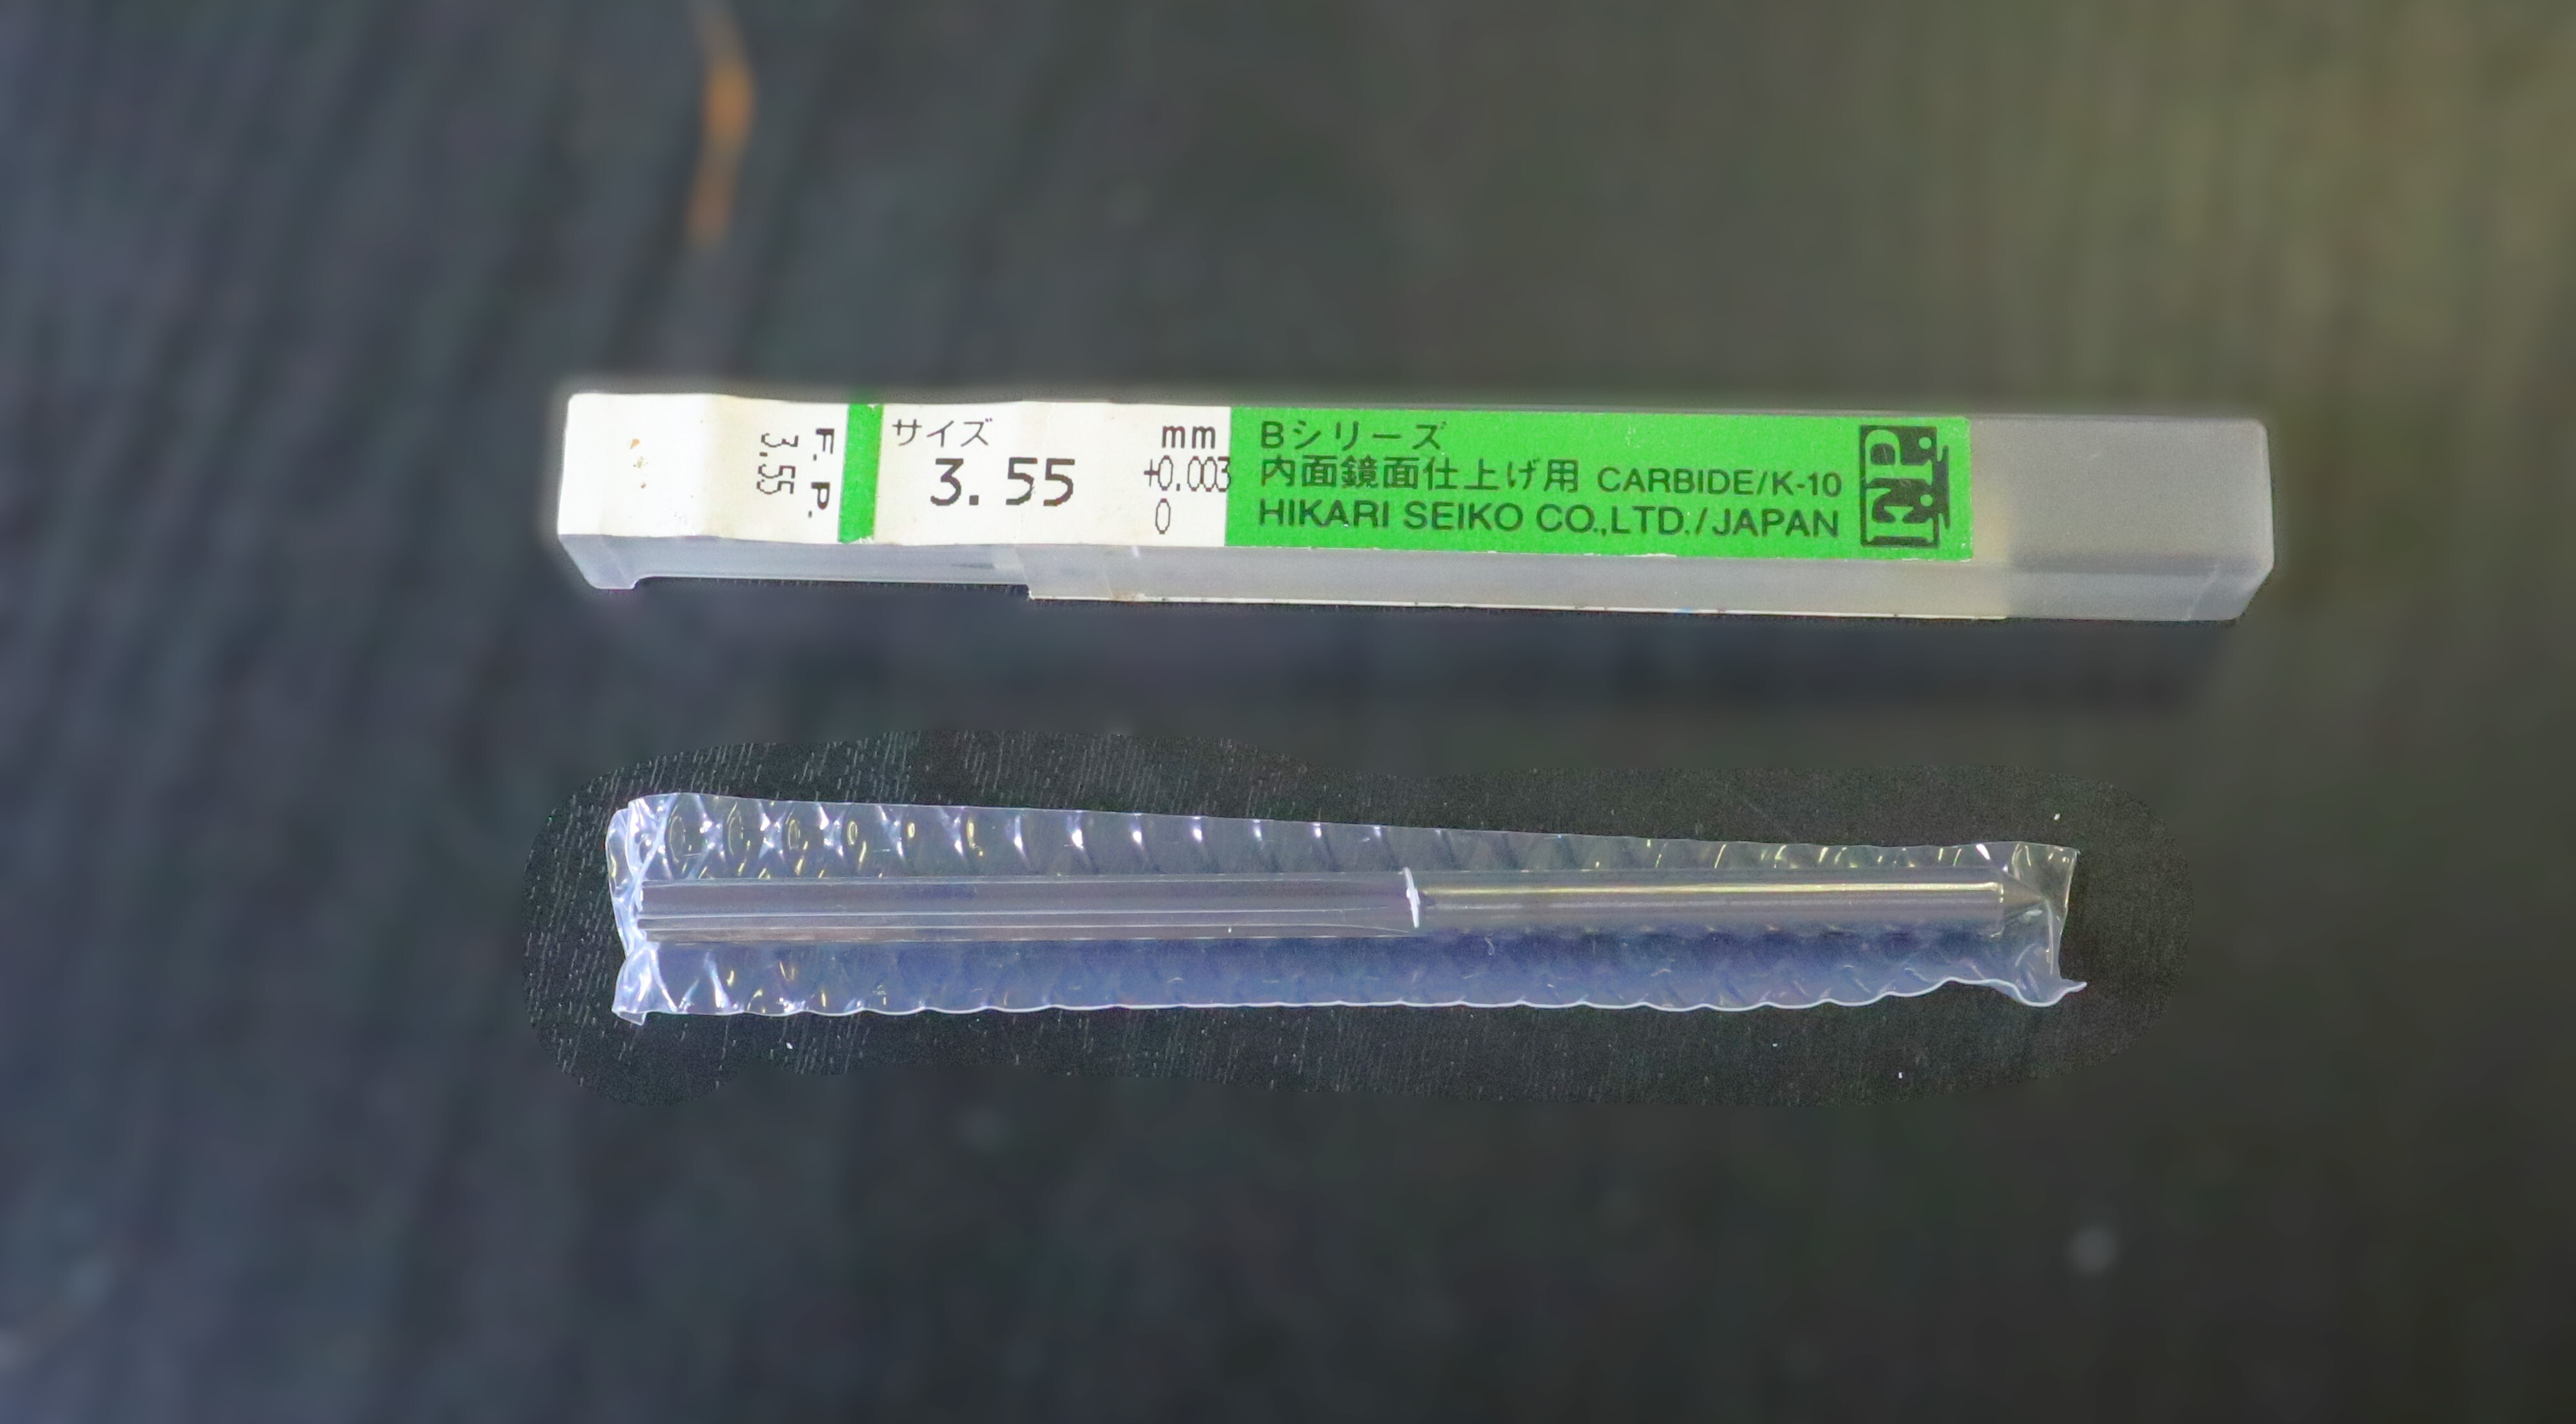 F. P.
3.55
サイズ
3.55
mm
+0.003
0
Bシリーズ
内面鏡面仕上げ用 CARBIDE/K-10
HIKARI SEIKO CO.,LTD./JAPAN